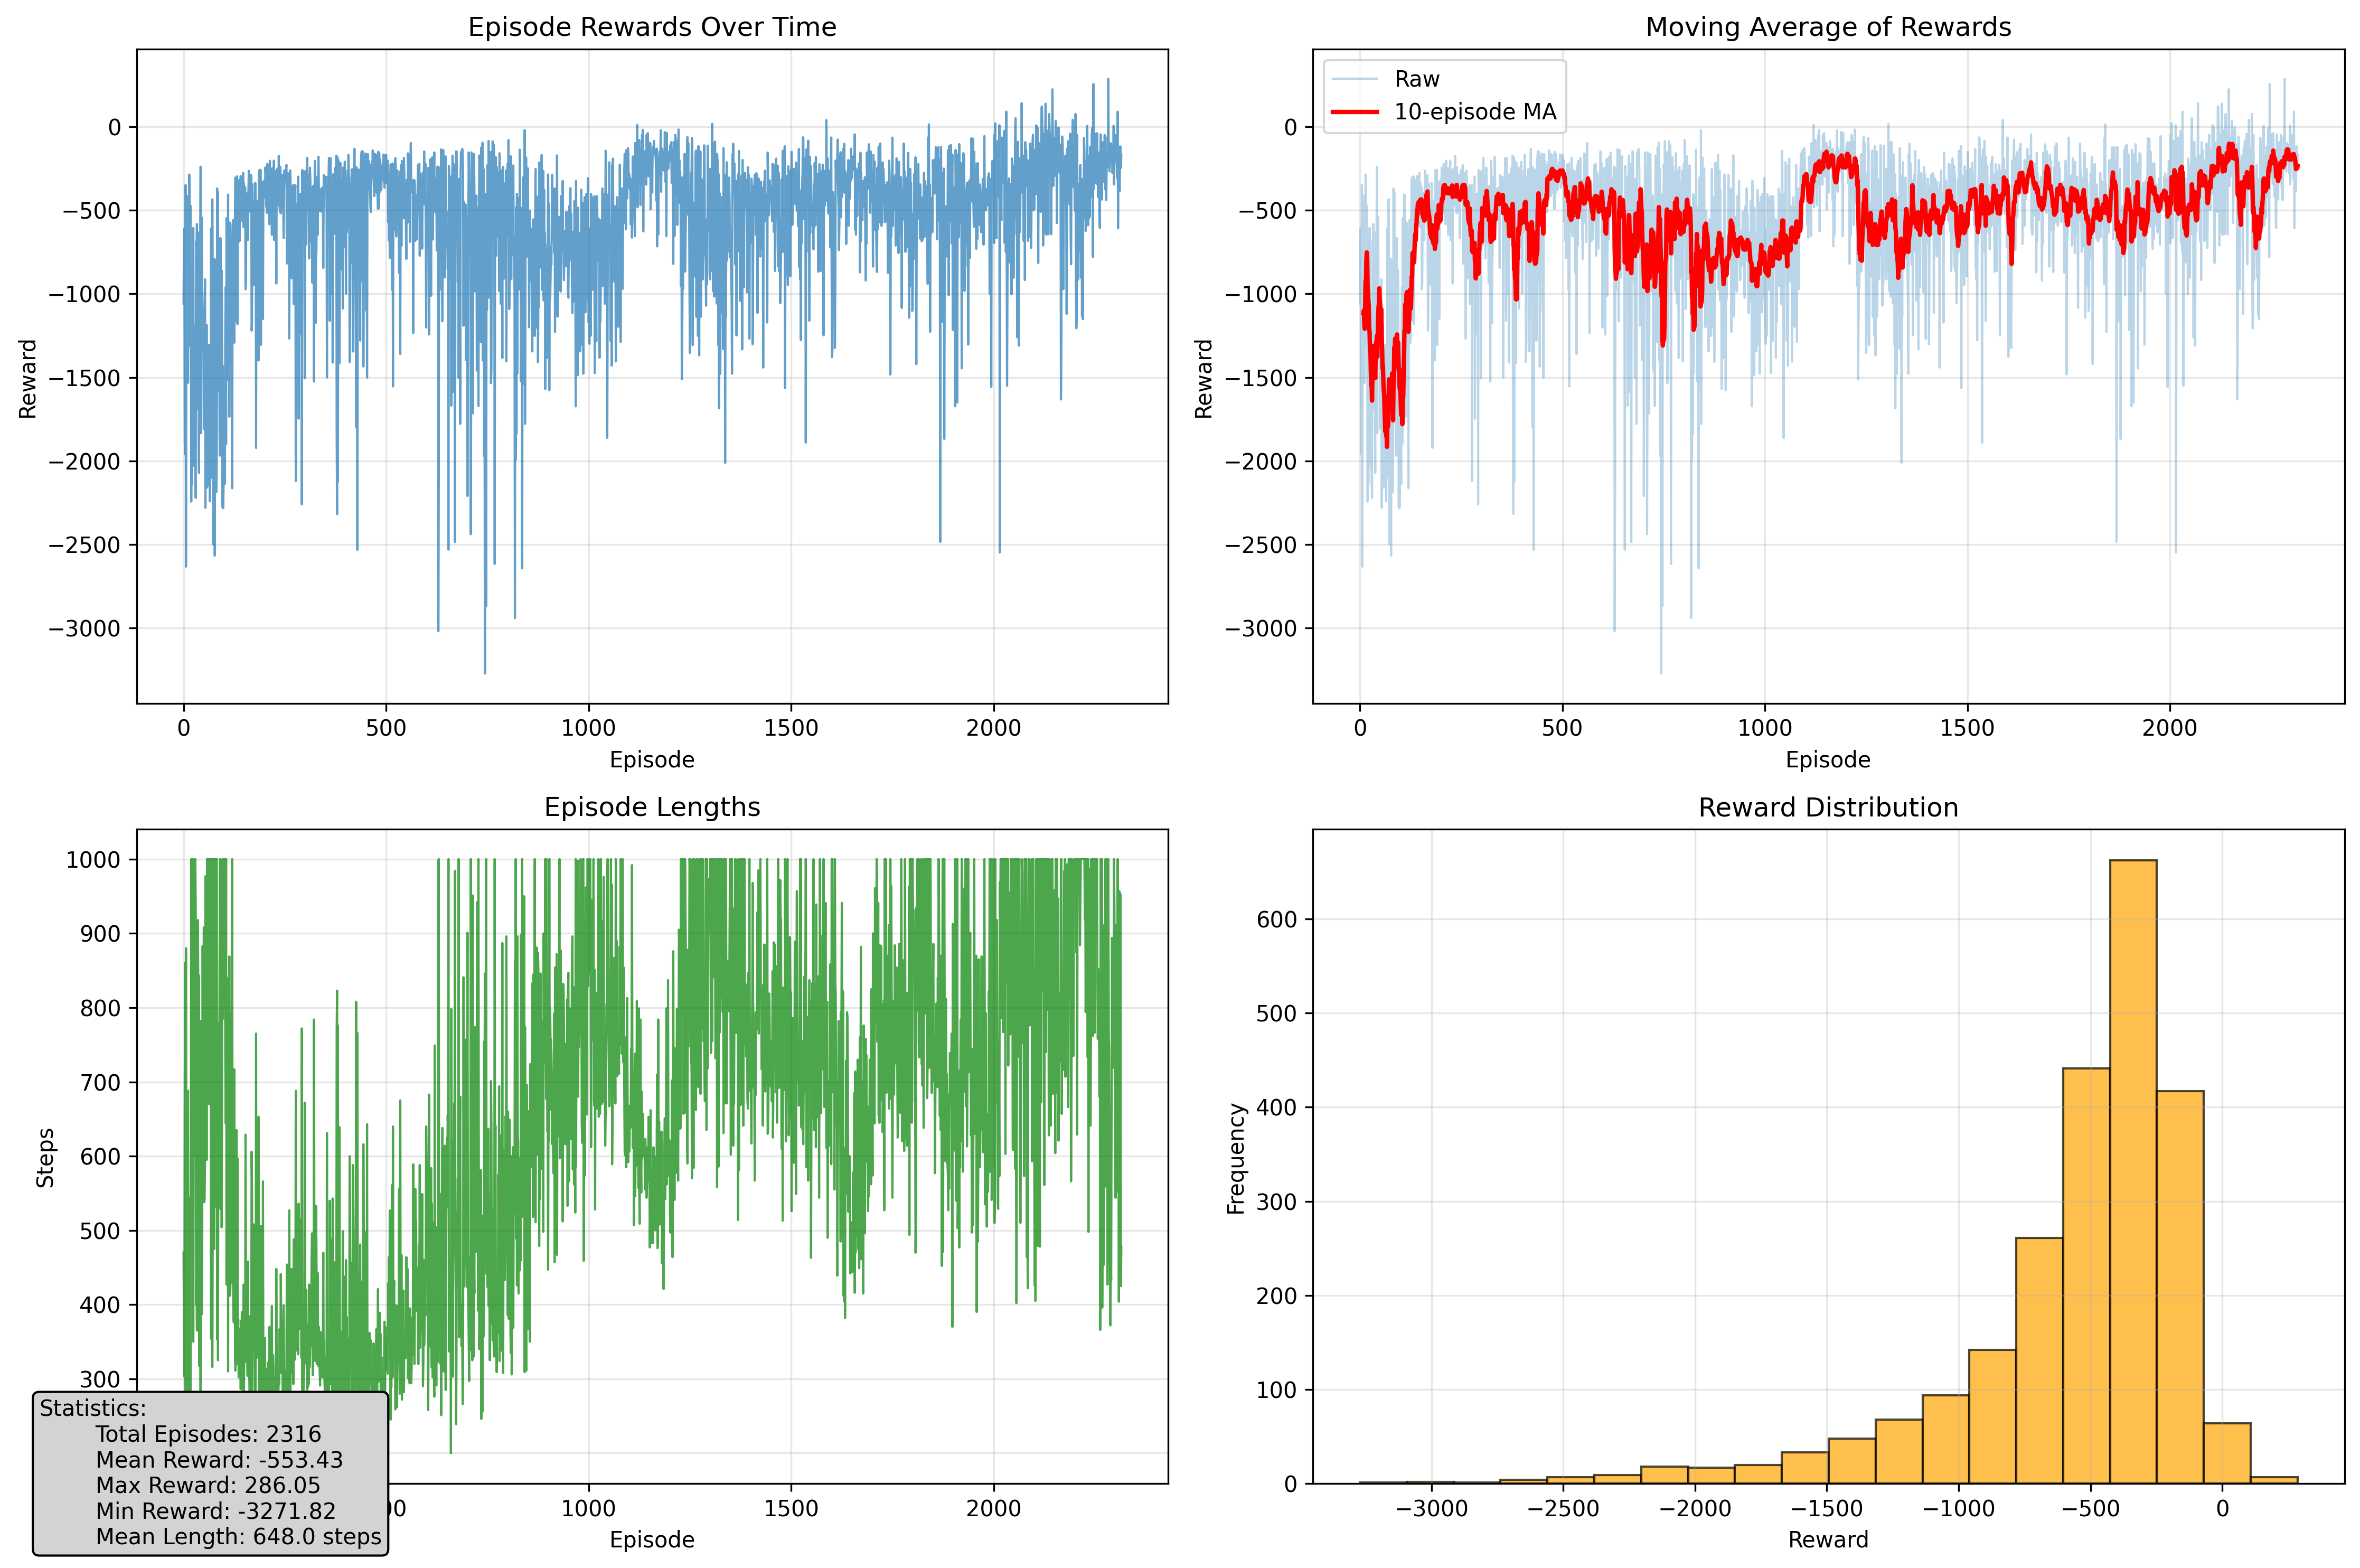 Episode Rewards Over Time
Reward
0
−500
−1000
−1500
−2000
−2500
−3000
0 500 1000 1500 2000
Episode
Moving Average of Rewards
Raw
10-episode MA
Reward
0
−500
−1000
−1500
−2000
−2500
−3000
0 500 1000 1500 2000
Episode
Episode Lengths
Steps
1000
900
800
700
600
500
400
300
00 1000 1500 2000
Episode
Statistics:
Total Episodes: 2316
Mean Reward: -553.43
Max Reward: 286.05
Min Reward: -3271.82
Mean Length: 648.0 steps
Reward Distribution
Frequency
600
500
400
300
200
100
0
−3000 −2500 −2000 −1500 −1000 −500 0
Reward